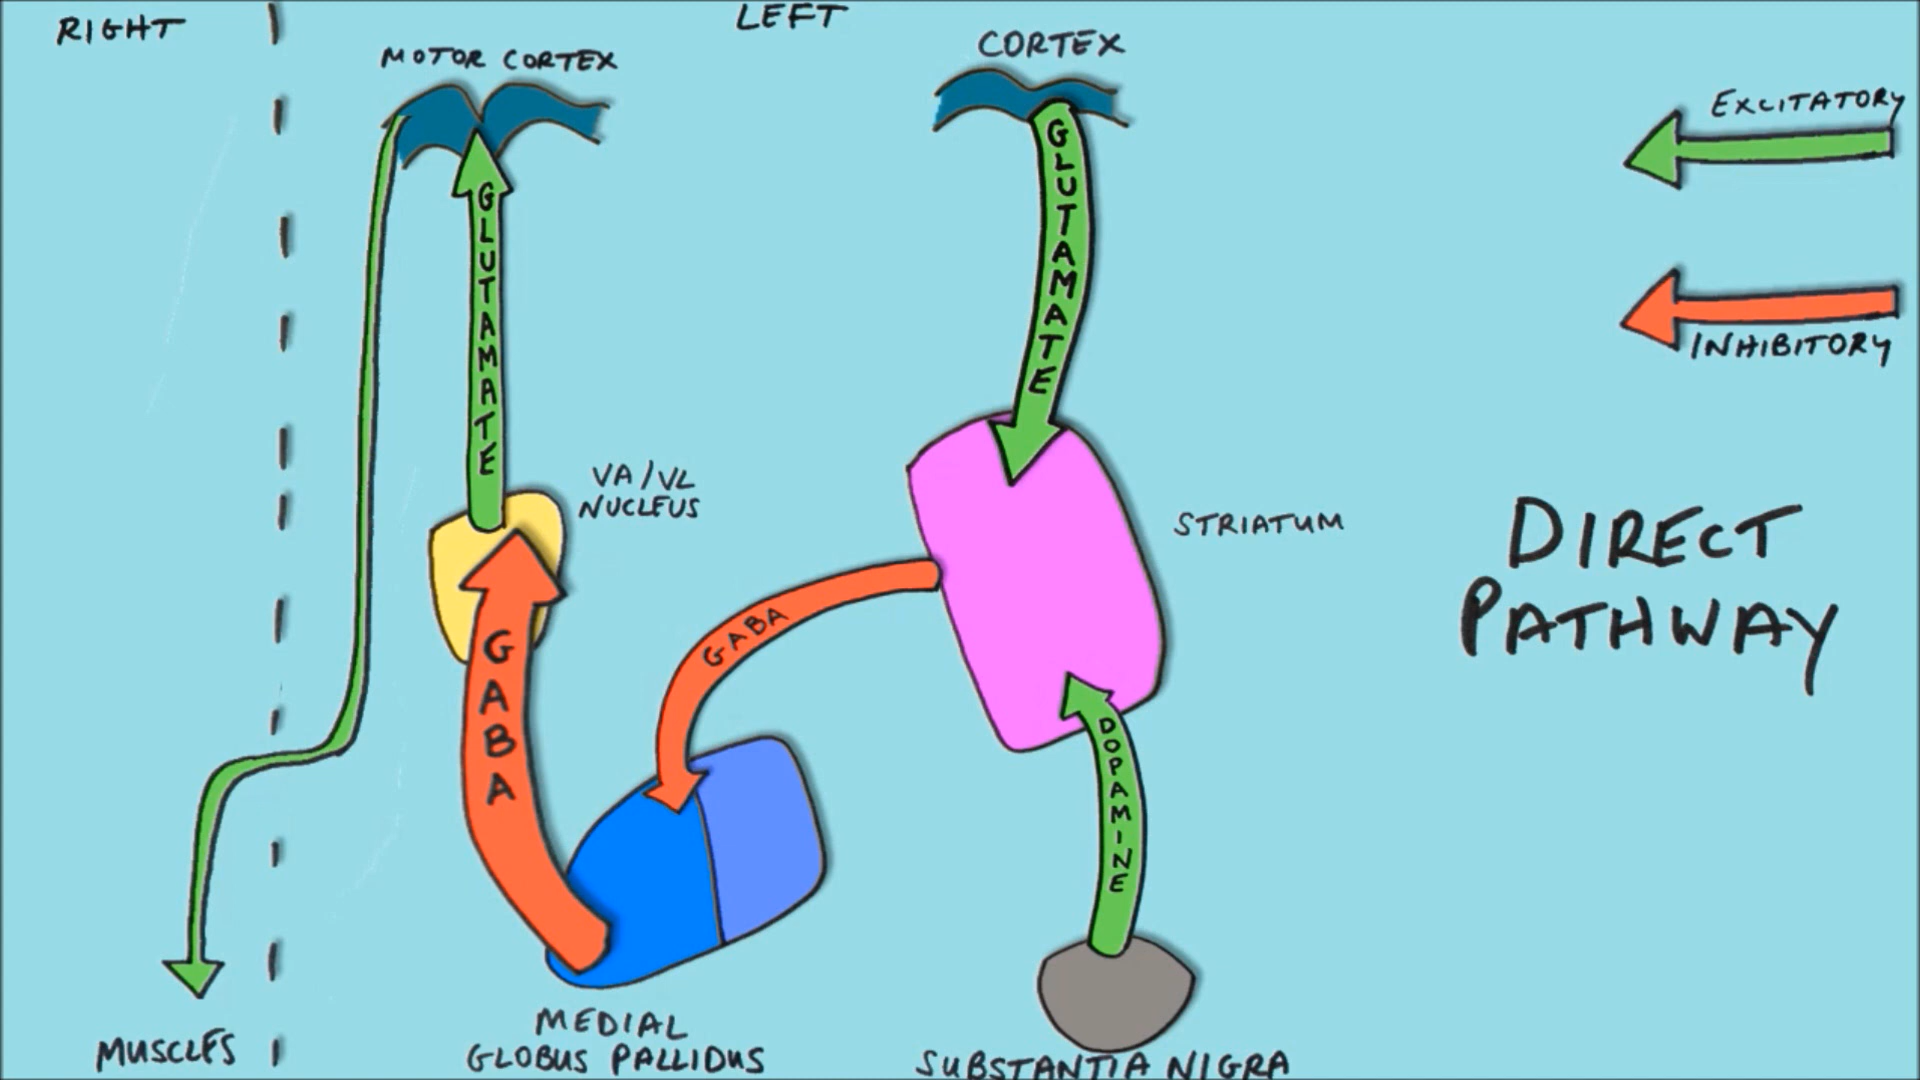 RIGHT
LEFT
MOTOR CORTEX
CORTEX
EXCITATORY
INHIBITORY
GLUTAMATE
GLUTAMATE
VA/VL
NUCLEUS
STRIATUM
DIRECT
PATHWAY
GABA
GABA
DOPAMINE
MUSCLES
MEDIAL
GLOBUS PALLIDUS
SUBSTANTIA NIGRA